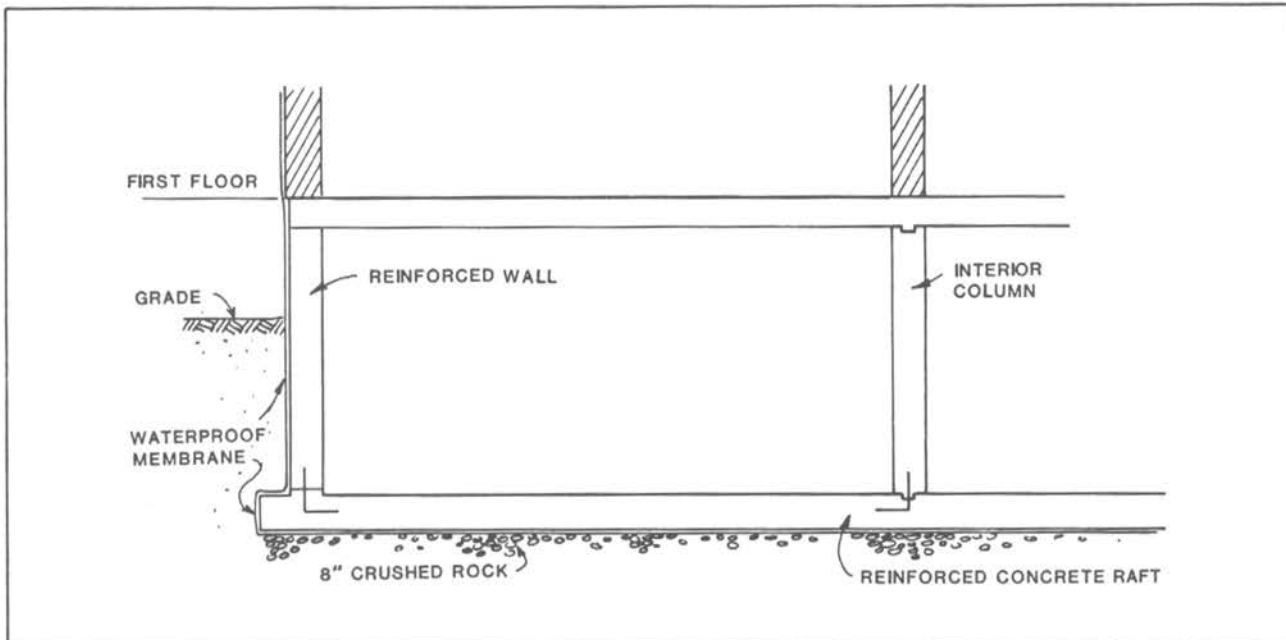 FIRST FLOOR
REINFORCED WALL
INTERIOR
COLUMN
GRADE
WATERPROOF
MEMBRANE
8" CRUSHED ROCK
REINFORCED CONCRETE RAFT